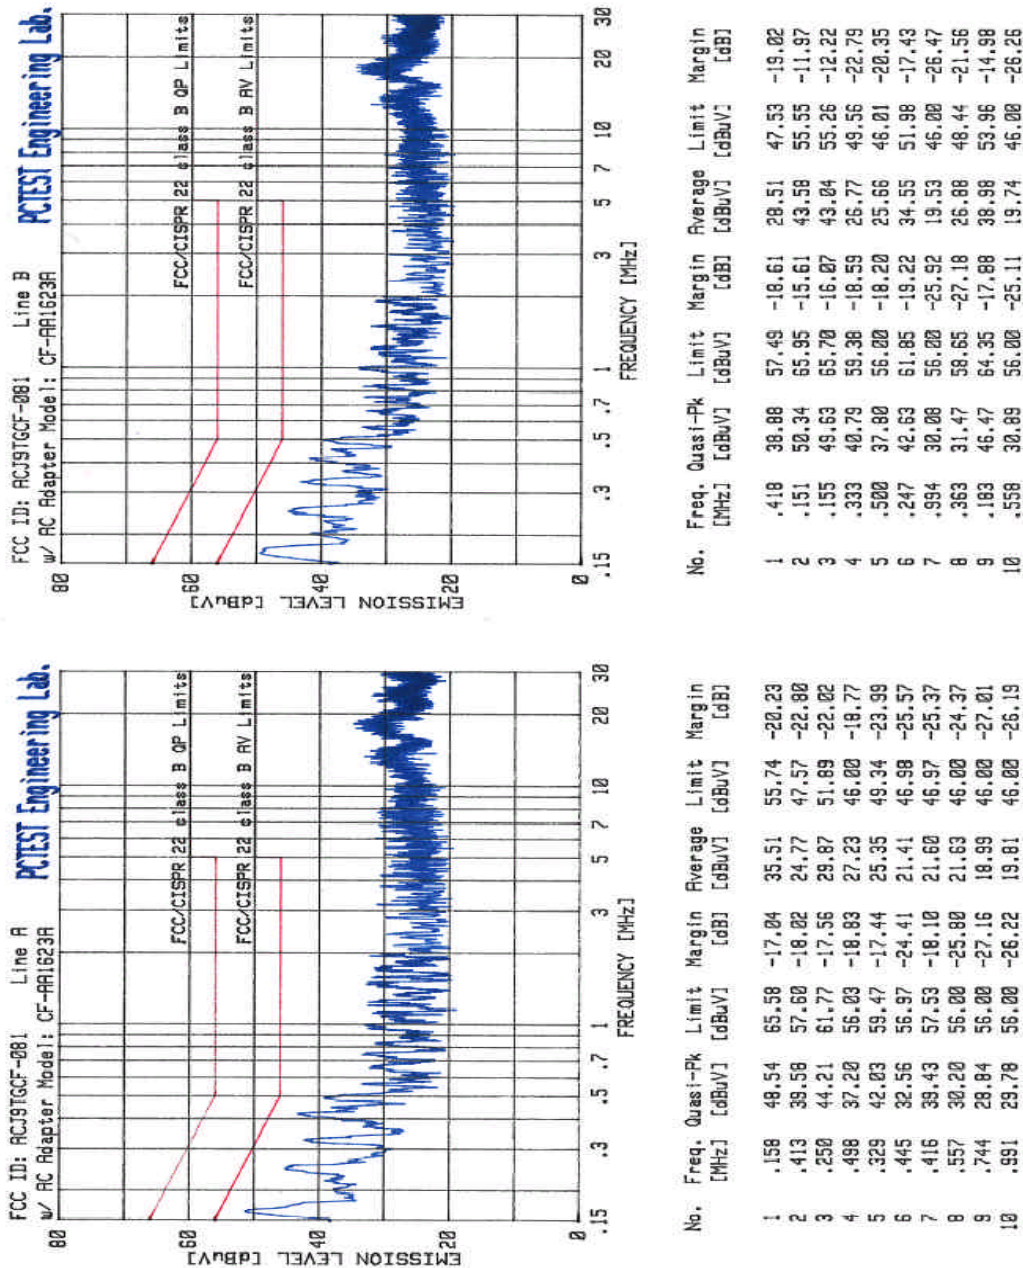 FCC ID: ACJ9TGCF-081 Line A
PCTEST Engineering Lab.
w/ AC Adapter Model: CF-AA1623A
80
60
40
20
0
EMISSION LEVEL [dBuV]
FCC/CISPR 22 class B QP Limits
FCC/CISPR 22 class B AV Limits
.15 .3 .5 .7 1 3 5 7 10 20 30
FREQUENCY [MHz]
No. Freq. Quasi-Pk Limit Margin Average Limit Margin
[MHz] [dBuV] [dBuV] [dB] [dBuV] [dBuV] [dB]
1 .158 48.54 65.58 -17.04 35.51 55.74 -20.23
2 .413 39.58 57.60 -18.02 24.77 47.57 -22.80
3 .250 44.21 61.77 -17.56 29.87 51.89 -22.02
4 .498 37.20 56.03 -18.83 27.23 46.00 -18.77
5 .329 42.03 59.47 -17.44 25.35 49.34 -23.99
6 .445 32.56 56.97 -24.41 21.41 46.98 -25.57
7 .416 39.43 57.53 -18.10 21.60 46.97 -25.37
8 .557 30.20 56.00 -25.80 21.63 46.00 -24.37
9 .744 28.84 56.00 -27.16 18.99 46.00 -27.01
10 .991 29.78 56.00 -26.22 19.81 46.00 -26.19
FCC ID: ACJ9TGCF-081 Line B
PCTEST Engineering Lab.
w/ AC Adapter Model: CF-AA1623A
80
60
40
20
0
EMISSION LEVEL [dBuV]
FCC/CISPR 22 class B QP Limits
FCC/CISPR 22 class B AV Limits
.15 .3 .5 .7 1 3 5 7 10 20 30
FREQUENCY [MHz]
No. Freq. Quasi-Pk Limit Margin Average Limit Margin
[MHz] [dBuV] [dBuV] [dB] [dBuV] [dBuV] [dB]
1 .418 38.88 57.49 -18.61 28.51 47.53 -19.02
2 .151 50.34 65.95 -15.61 43.58 55.55 -11.97
3 .155 49.63 65.70 -16.07 43.04 55.26 -12.22
4 .333 40.79 59.38 -18.59 26.77 49.56 -22.79
5 .500 37.80 56.00 -18.20 25.66 46.01 -20.35
6 .247 42.63 61.85 -19.22 34.55 51.98 -17.43
7 .994 30.08 56.00 -25.92 19.53 46.00 -26.47
8 .363 31.47 58.65 -27.18 26.88 48.44 -21.56
9 .183 46.47 64.35 -17.88 38.98 53.96 -14.98
10 .558 30.89 56.00 -25.11 19.74 46.00 -26.26